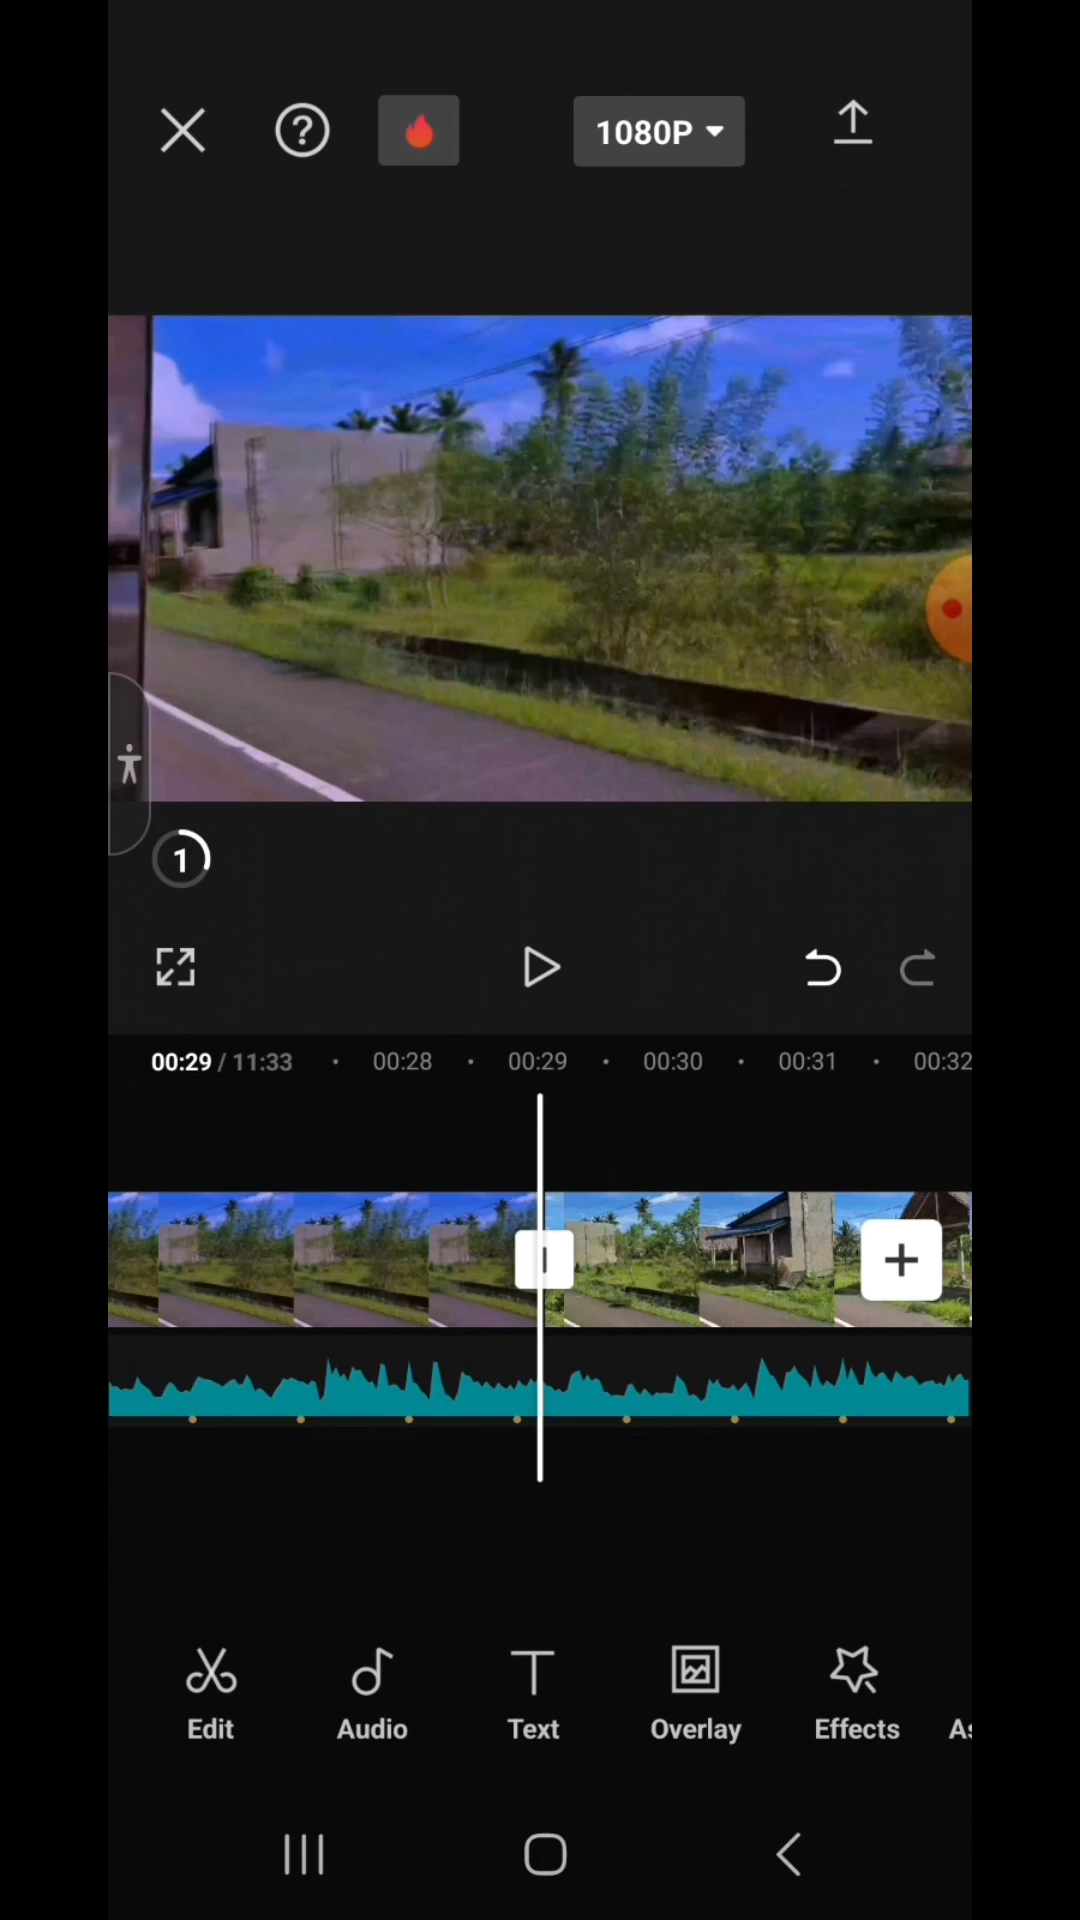 ?
1080P
1
00:29 / 11:33
00:28
00:29
00:30
00:31
00:32
Edit
Audio
Text
Overlay
Effects
As